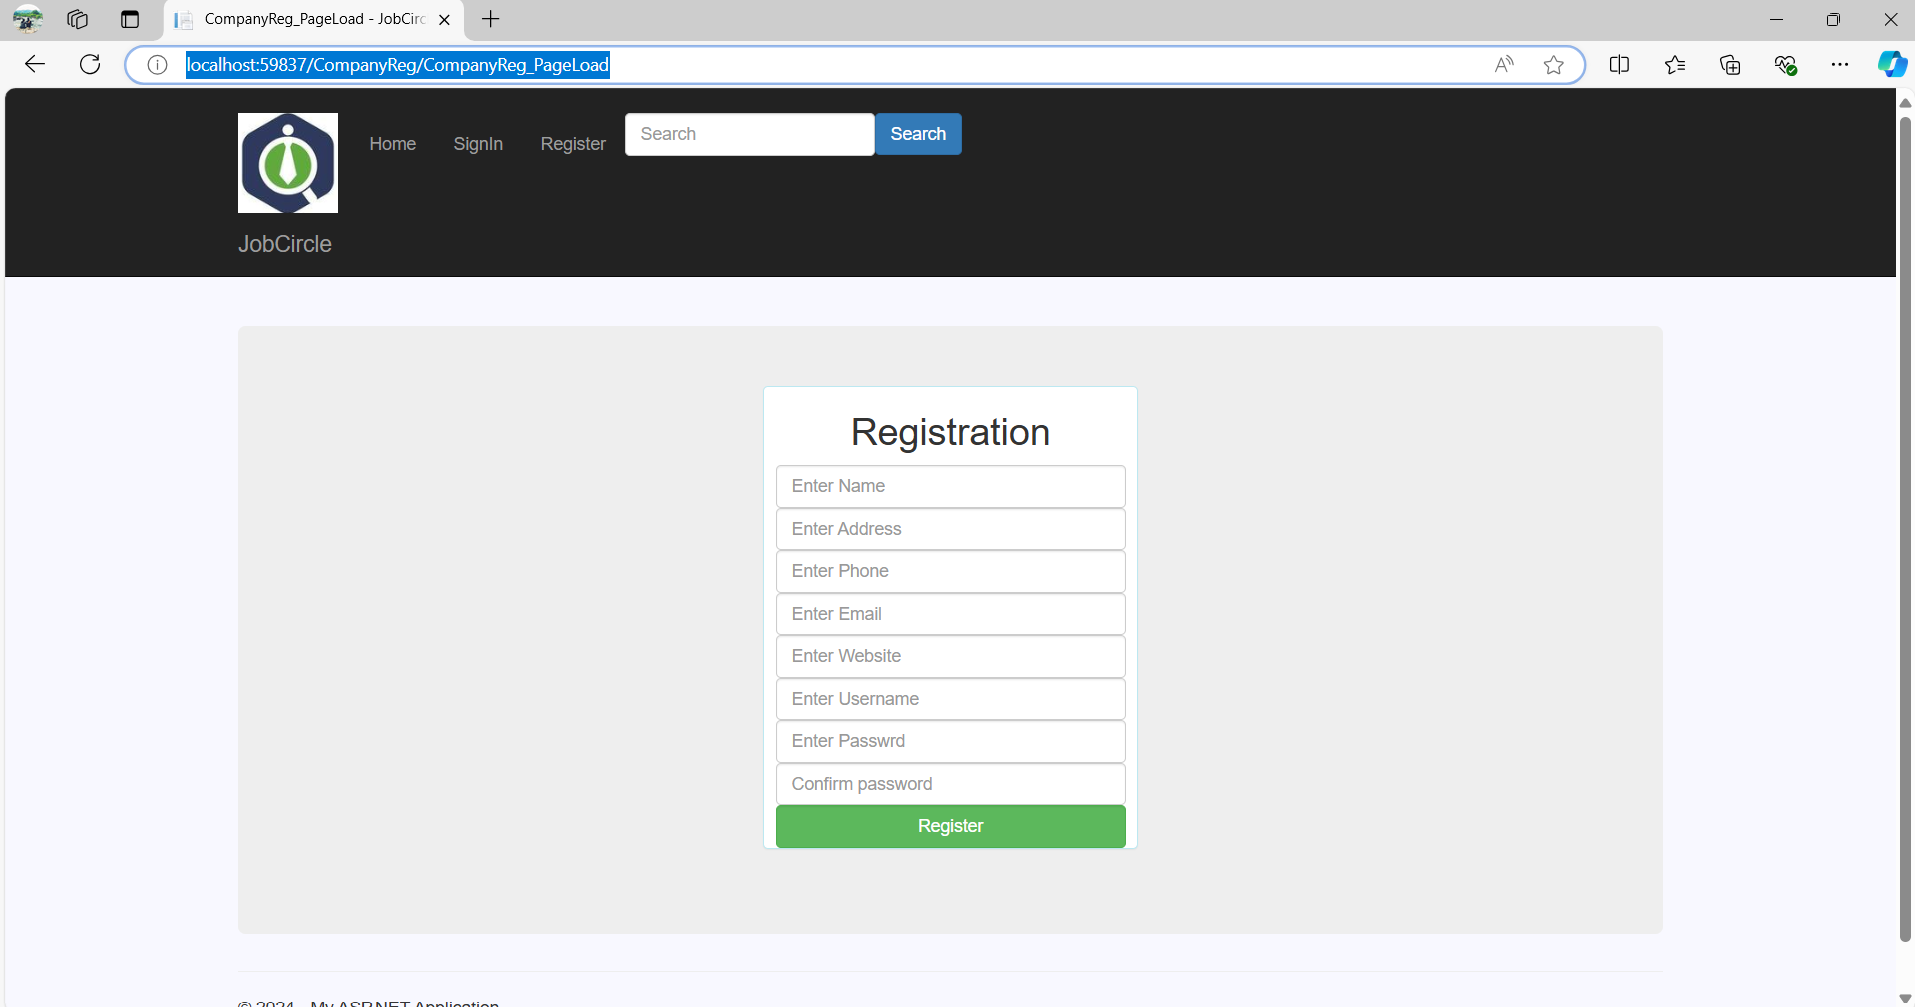 CompanyReg_PageLoad - JobCirc
localhost:59837/CompanyReg/CompanyReg_PageLoad
Home SignIn Register Search Search
JobCircle
Registration
Enter Name
Enter Address
Enter Phone
Enter Email
Enter Website
Enter Username
Enter Passwrd
Confirm password
Register
© 2024 - My ASP.NET Application